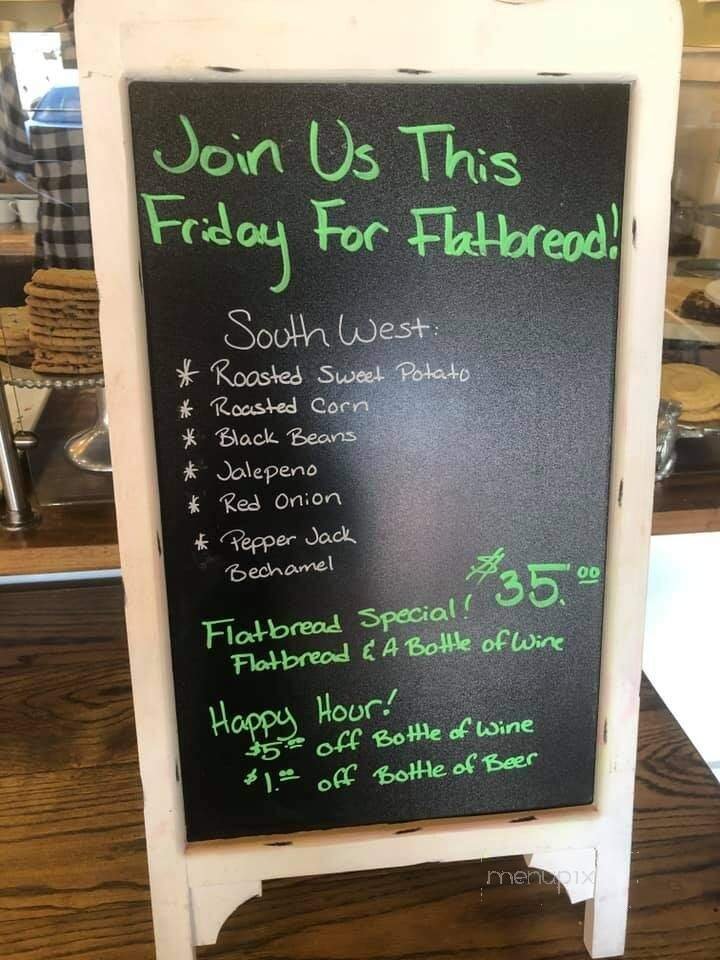 Join Us This
Friday For Flatbread!
South West:
* Roasted Sweet Potato
* Roasted Corn
* Black Beans
* Jalepeno
* Red Onion
* Pepper Jack
Bechamel
$35.00
Flatbread Special!
Flatbread & A Bottle of Wine
Happy Hour!
$5.00 off Bottle of Wine
$1.00 off Bottle of Beer
menupix